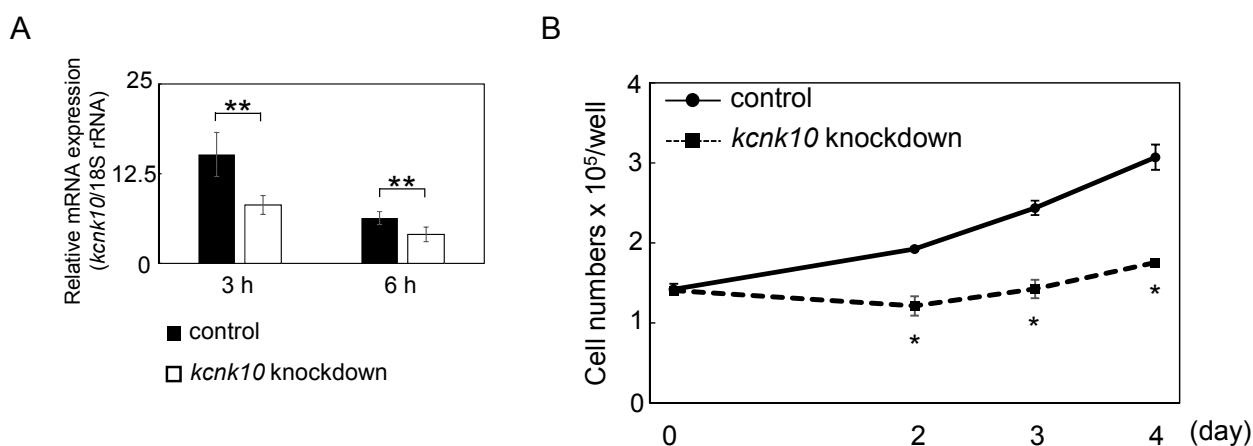 A
Relative mRNA expression
(kcnk10/18S rRNA)
25
12.5
0
**
**
3 h
6 h
control
kcnk10 knockdown
B
Cell numbers x 10⁵/well
4
3
2
1
0
control
kcnk10 knockdown
*
*
*
0
2
3
4
(day)